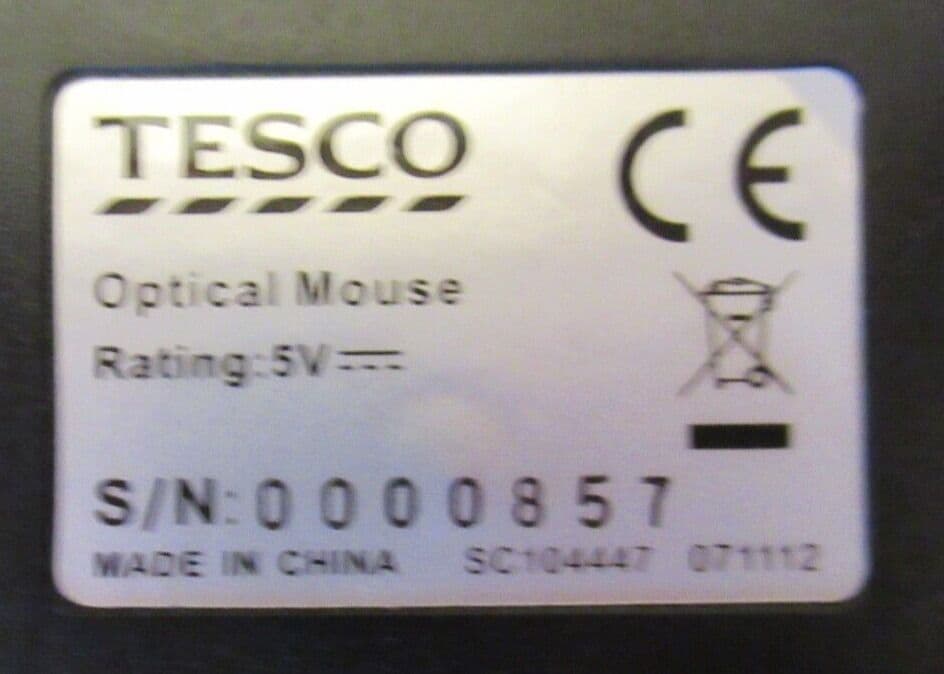 TESCO
CE
Optical Mouse
Rating:5V⎓
S/N:0000857
MADE IN CHINA SC104447 071112